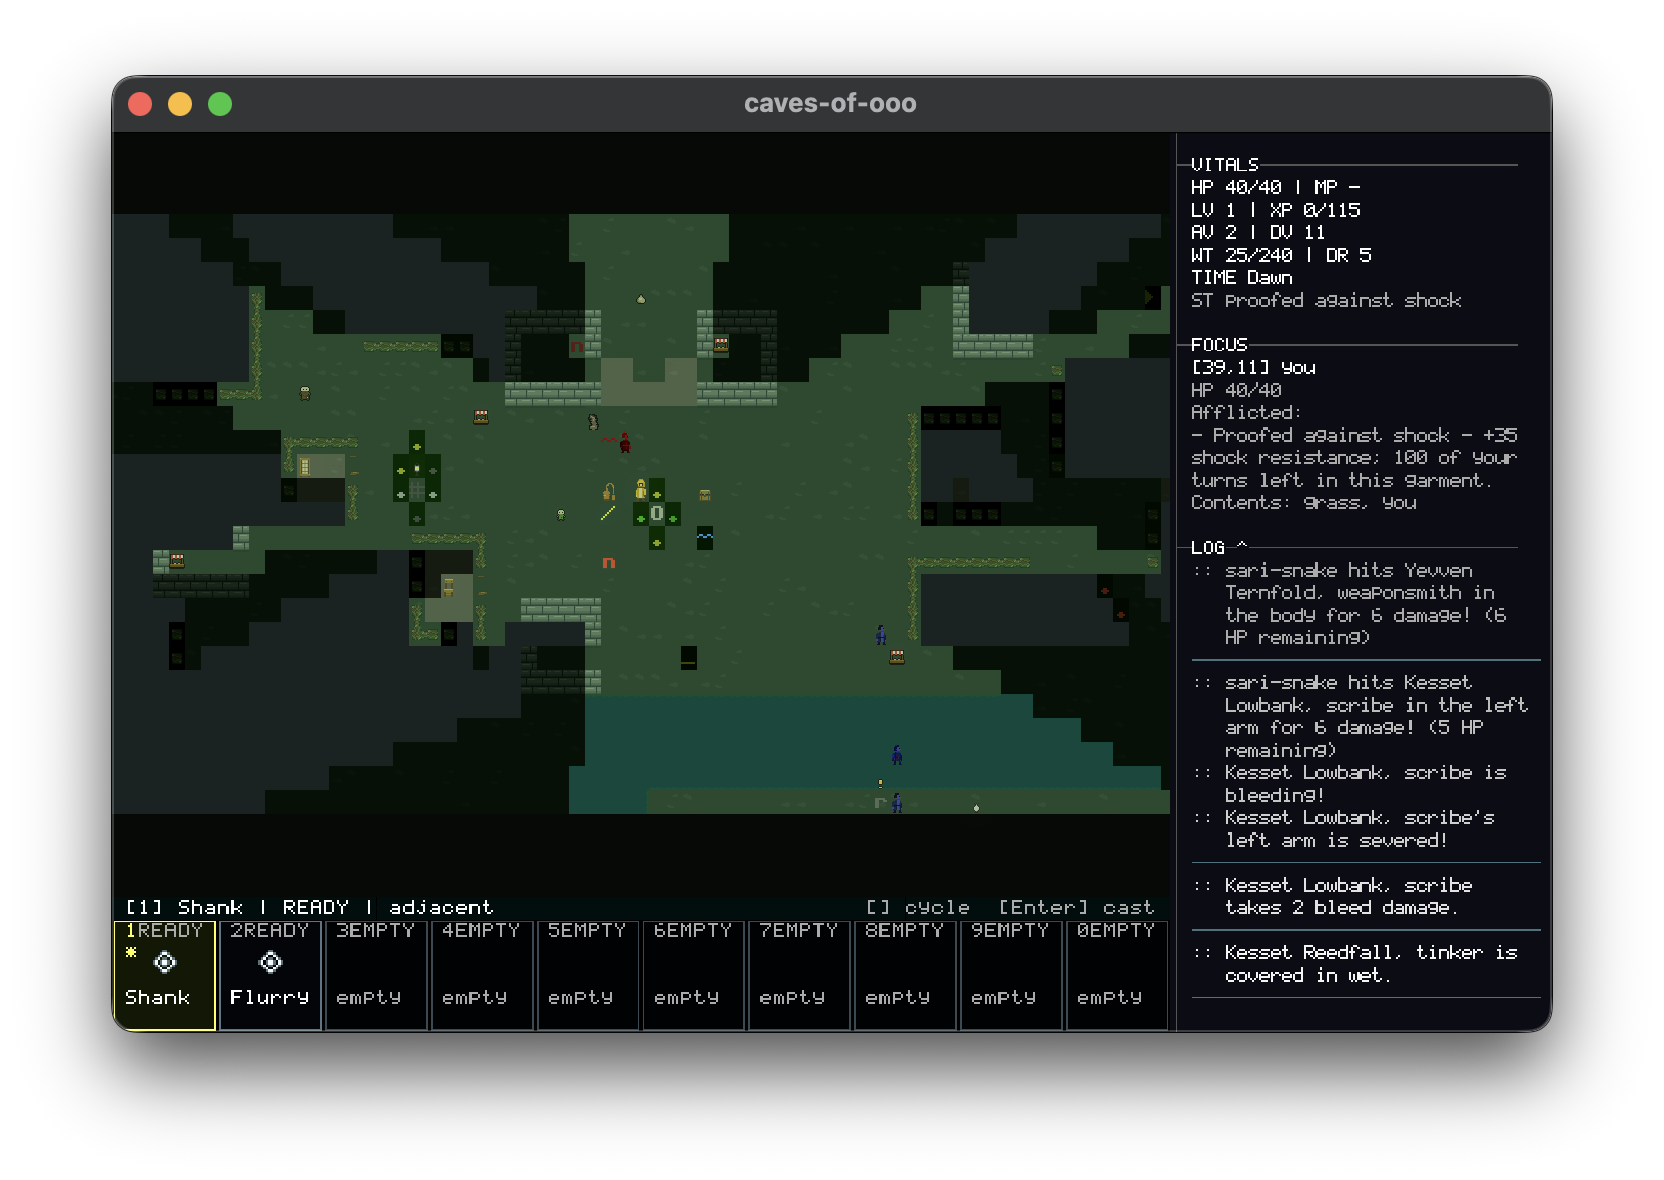 caves-of-ooo
VITALS
HP 40/40 | MP -
LV 1 | XP 0/115
AV 2 | DV 11
WT 25/240 | DR 5
TIME Dawn
ST Proofed against shock
FOCUS
[39,11] you
HP 40/40
Afflicted:
- Proofed against shock - +35
shock resistance; 100 of your
turns left in this garment.
Contents: grass, you
LOG ^
:: sari-snake hits Yevven
Ternfold, weaponsmith in
the body for 6 damage! (6
HP remaining)
:: sari-snake hits Kesset
Lowbank, scribe in the left
arm for 6 damage! (5 HP
remaining)
:: Kesset Lowbank, scribe is
bleeding!
:: Kesset Lowbank, scribe's
left arm is severed!
:: Kesset Lowbank, scribe
takes 2 bleed damage.
:: Kesset Reedfall, tinker is
covered in wet.
n
0
n
r
[1] Shank | READY | adjacent
[] cycle [Enter] cast
1READY 2READY 3EMPTY 4EMPTY 5EMPTY 6EMPTY 7EMPTY 8EMPTY 9EMPTY 0EMPTY
Shank Flurry empty empty empty empty empty empty empty empty